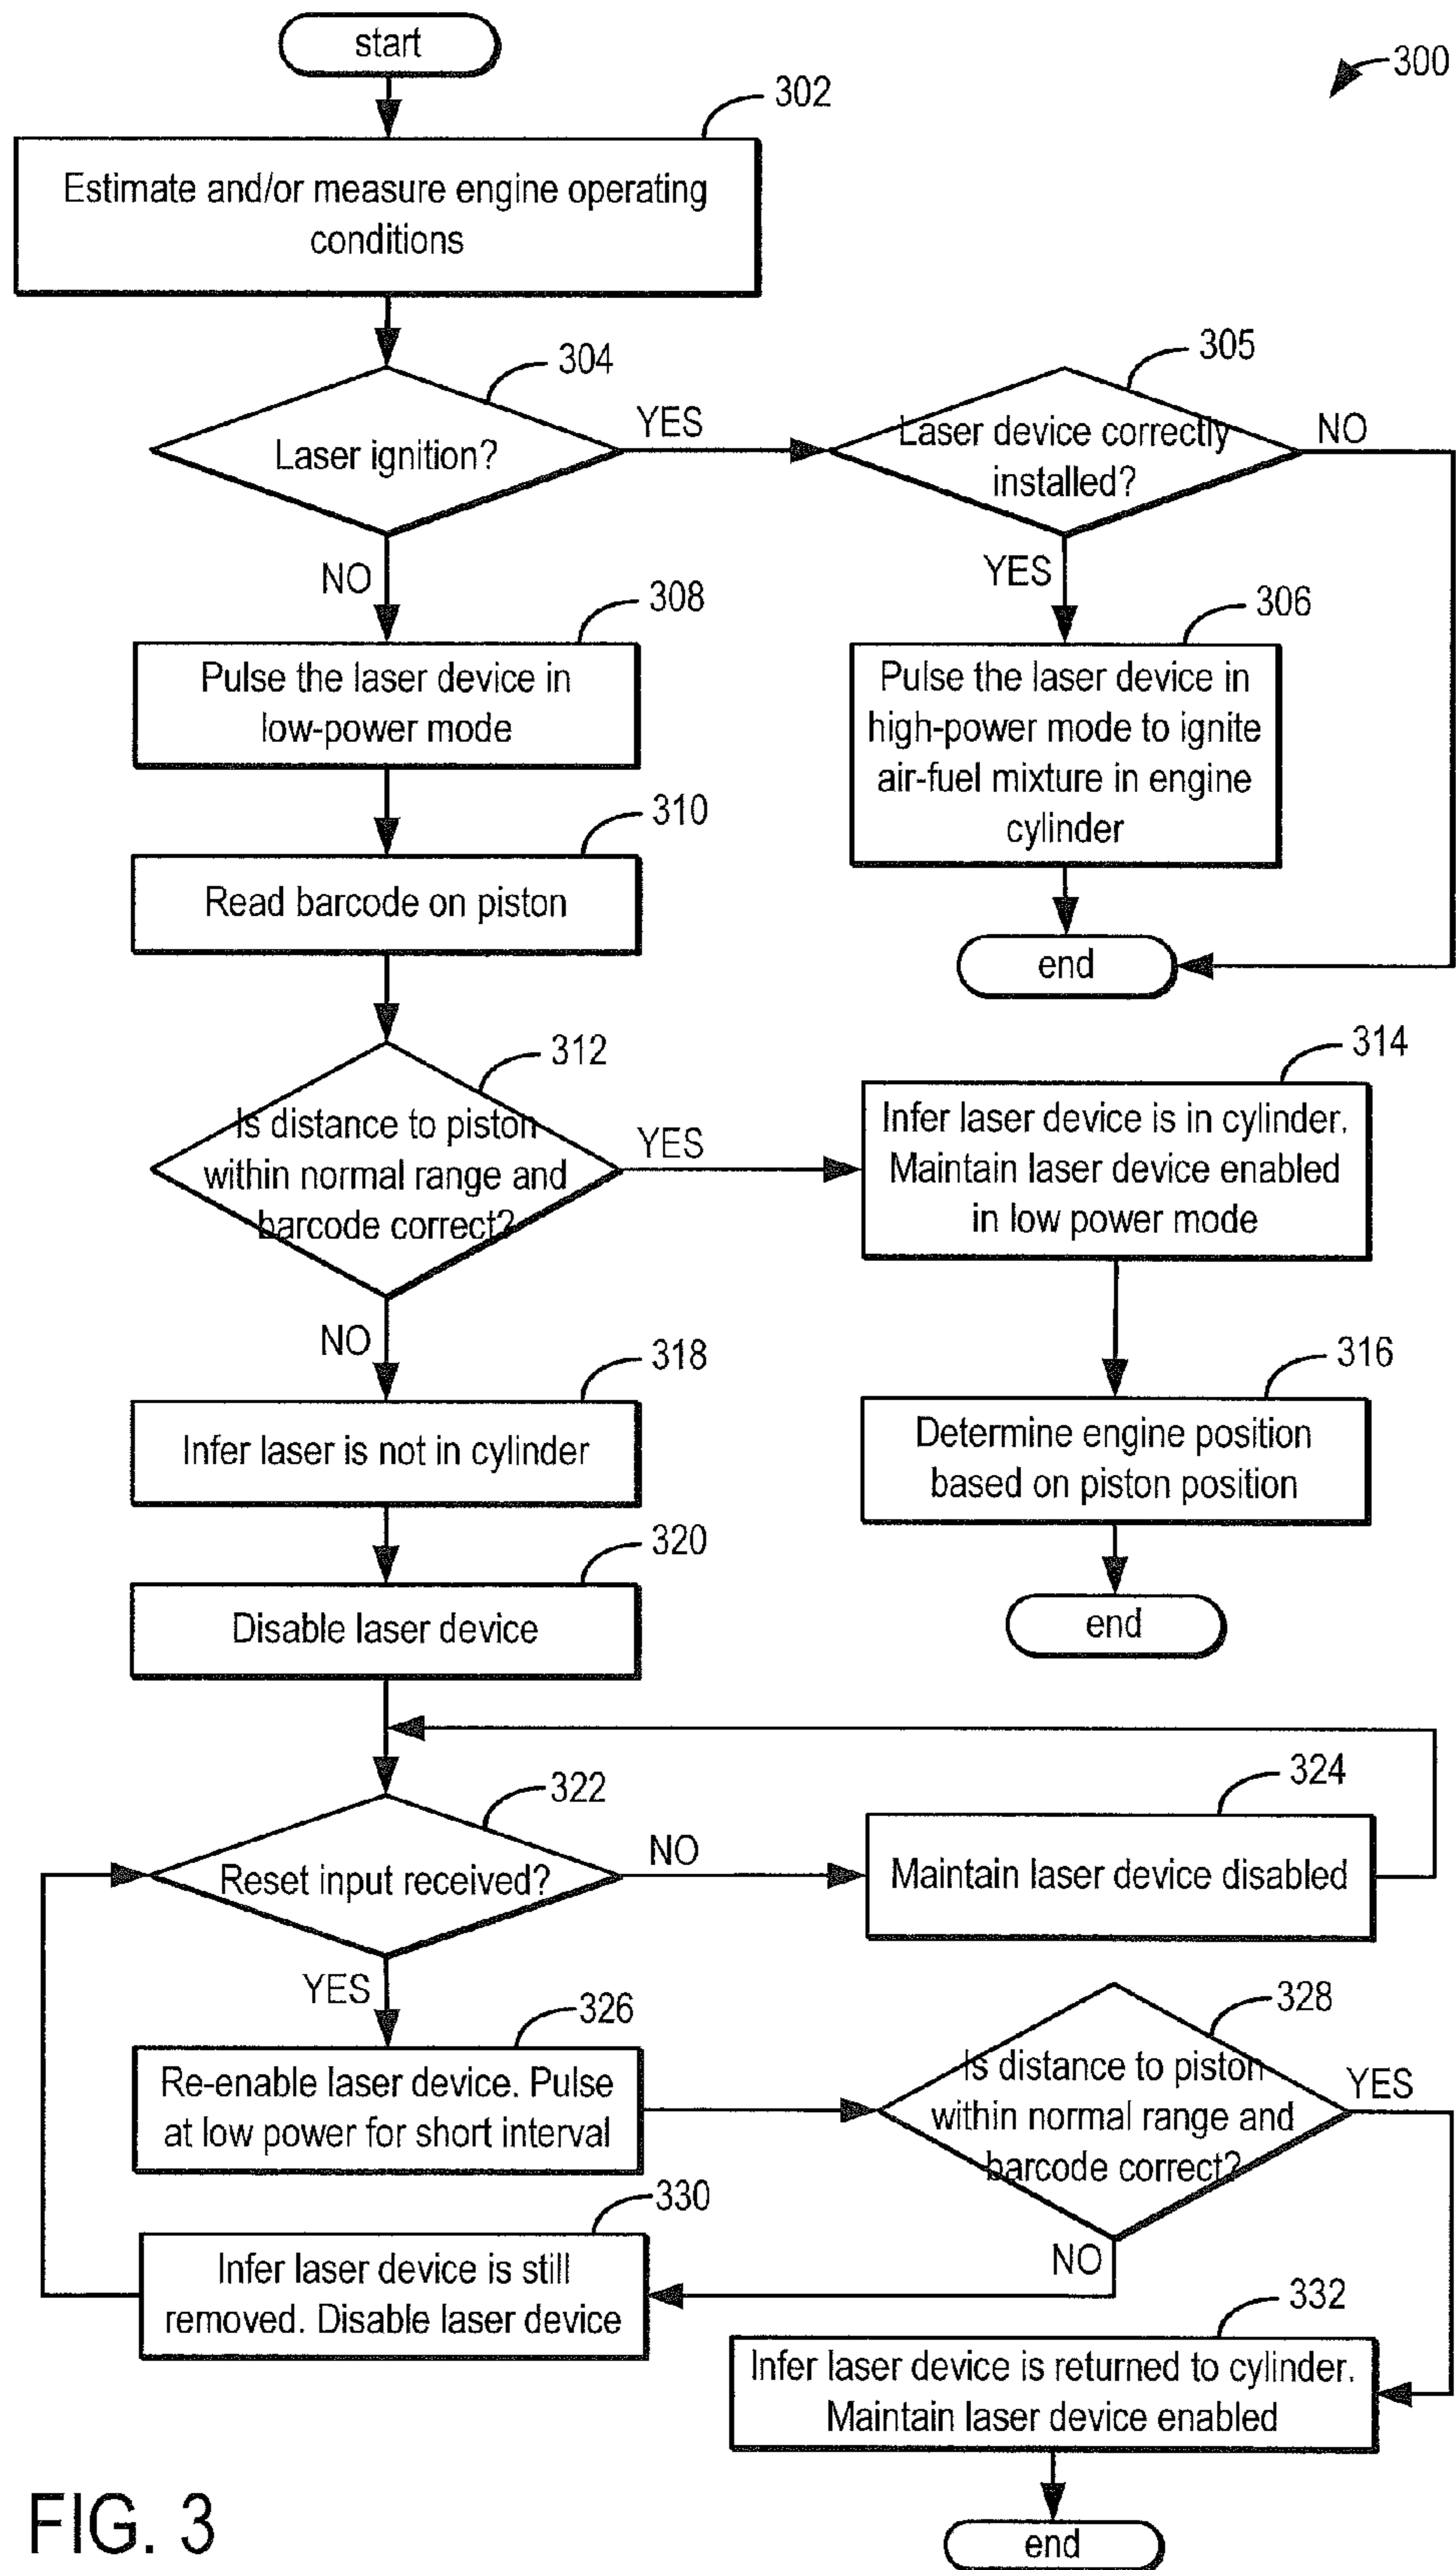 start
300
302
Estimate and/or measure engine operating
conditions
304
Laser ignition?
YES
305
Laser device correctly
installed?
NO
NO
YES
308
Pulse the laser device in
low-power mode
306
Pulse the laser device in
high-power mode to ignite
air-fuel mixture in engine
cylinder
310
Read barcode on piston
end
312
Is distance to piston
within normal range and
barcode correct?
YES
314
Infer laser device is in cylinder.
Maintain laser device enabled
in low power mode
NO
318
Infer laser is not in cylinder
316
Determine engine position
based on piston position
320
Disable laser device
end
322
Reset input received?
NO
324
Maintain laser device disabled
YES
326
Re-enable laser device. Pulse
at low power for short interval
328
Is distance to piston
within normal range and
barcode correct?
YES
NO
330
Infer laser device is still
removed. Disable laser device
332
Infer laser device is returned to cylinder.
Maintain laser device enabled
end
FIG. 3